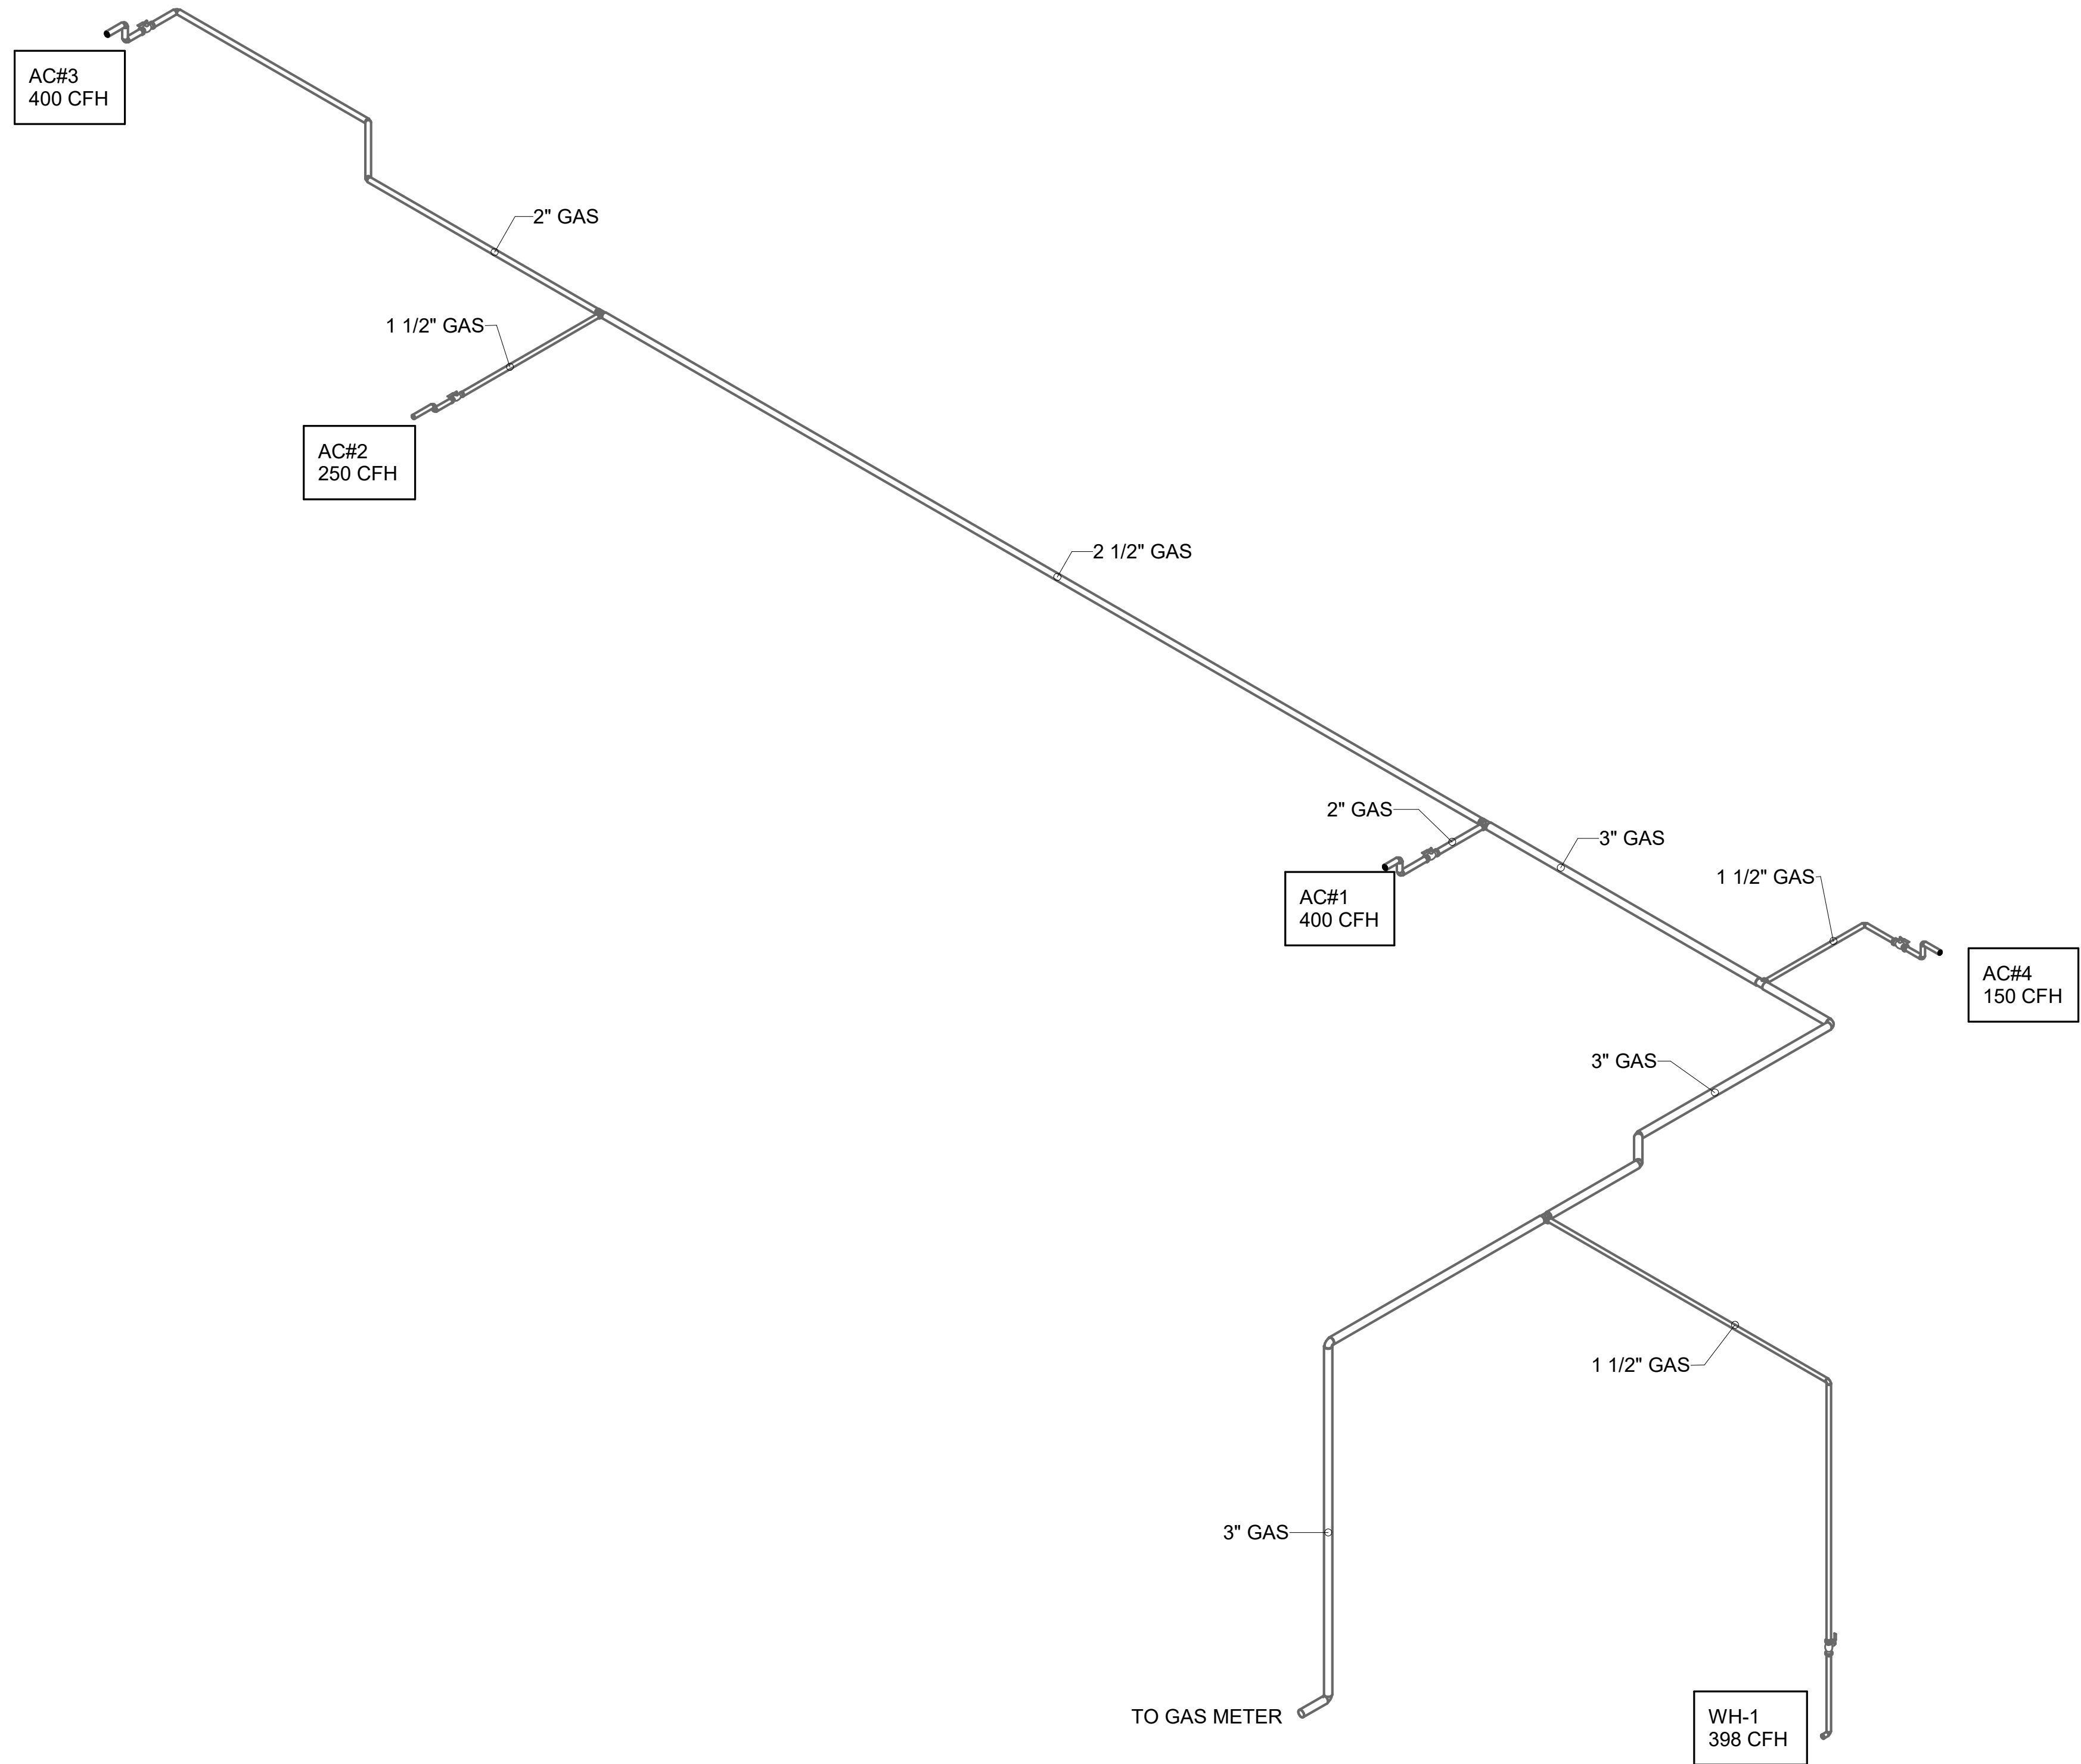 AC#3
400 CFH
2" GAS
1 1/2" GAS
AC#2
250 CFH
2 1/2" GAS
2" GAS
3" GAS
1 1/2" GAS
AC#1
400 CFH
AC#4
150 CFH
3" GAS
1 1/2" GAS
3" GAS
TO GAS METER
WH-1
398 CFH